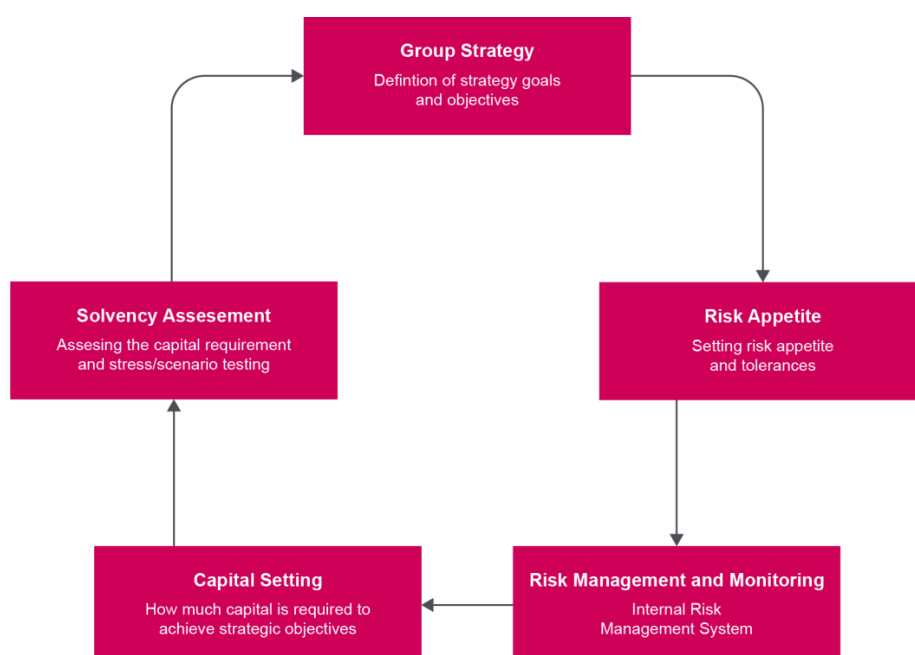 Group Strategy
Defintion of strategy goals
and objectives
Solvency Assesement
Assesing the capital requirement
and stress/scenario testing
Risk Appetite
Setting risk appetite
and tolerances
Capital Setting
How much capital is required to
achieve strategic objectives
Risk Management and Monitoring
Internal Risk
Management System